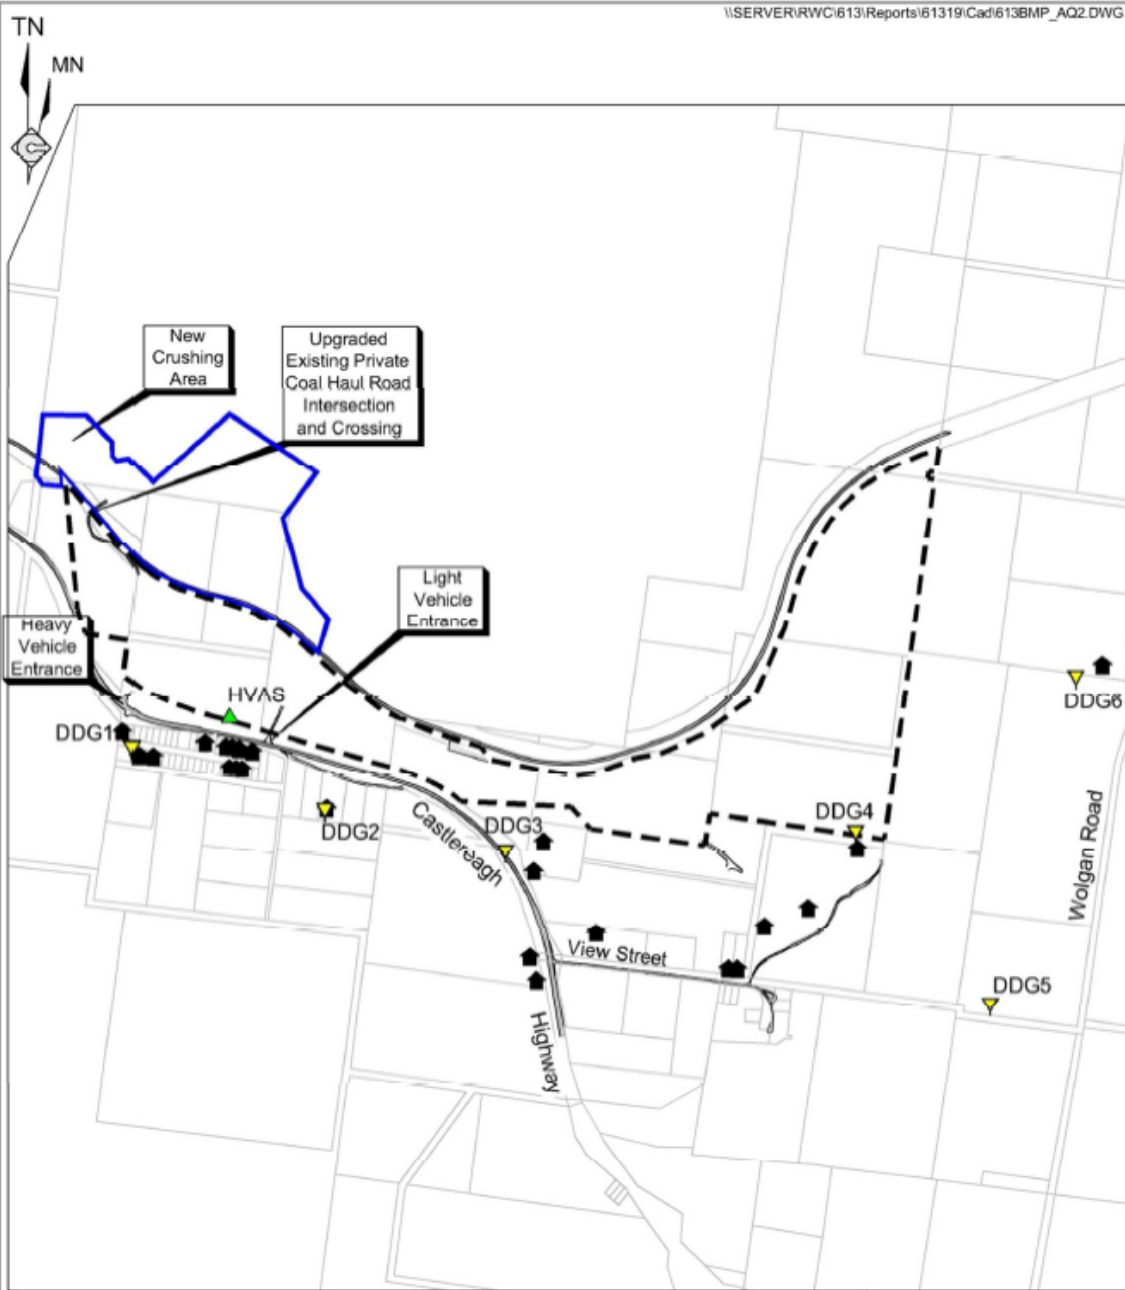 \\SERVER\RWC\613\Reports\61319\Cad\613BMP_AQ2.DWG
TN
MN
New
Crushing
Area
Upgraded
Existing Private
Coal Haul Road
Intersection
and Crossing
Light
Vehicle
Entrance
Heavy
Vehicle
Entrance
HVAS
DDG1
DDG2
Castlereagh
DDG3
DDG4
DDG6
Wolgan Road
View Street
DDG5
Highway